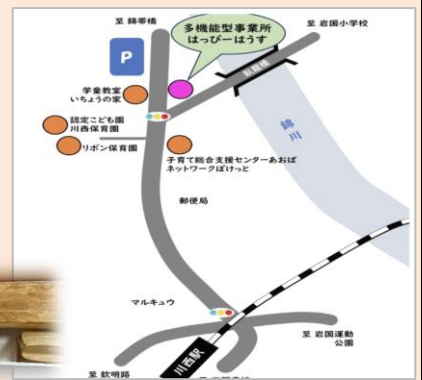 至 錦帯橋
多機能型事業所
はっぴーはうす
至 岩国小学校
P
臥龍橋
学童教室
いちょうの家
認定こども園
川西保育園
リボン保育園
錦川
子育て総合支援センターあおば
ネットワークぽけっと
郵便局
マルキュウ
川西駅
至 岩国運動
公園
至 欽明路